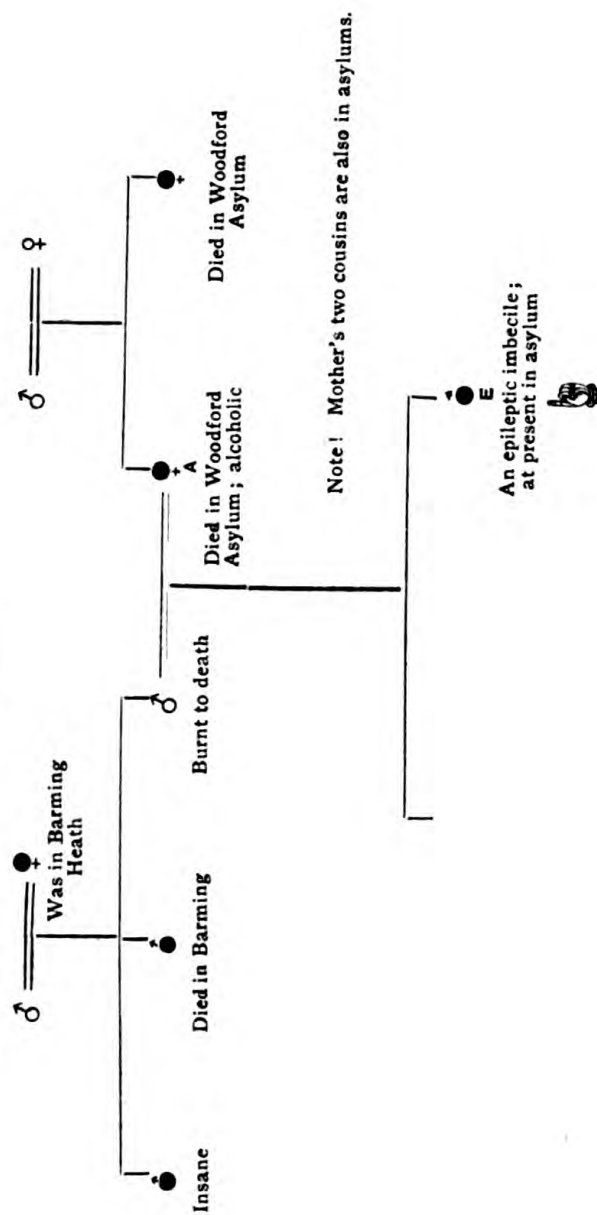 Was in Barming
Heath
Insane
Died in Barming
Burnt to death
Died in Woodford
Asylum; alcoholic
A
Died in Woodford
Asylum
Note! Mother's two cousins are also in asylums.
E
An epileptic imbecile;
at present in asylum